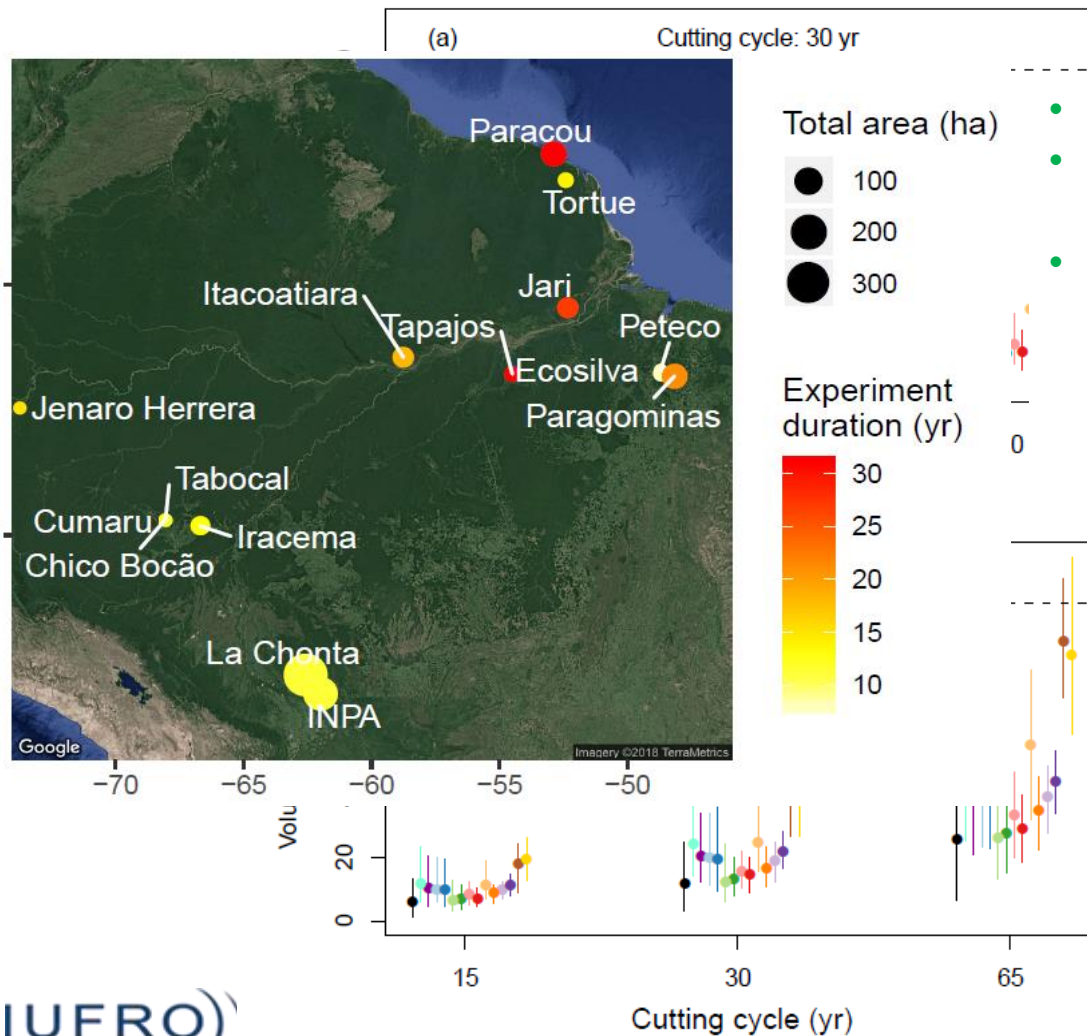 (a)
Cutting cycle: 30 yr
Paracou
Tortue
Jari
Itacoatiara
Tapajos
Peteco
Ecosilva
Paragominas
Jenaro Herrera
Tabocal
Cumaru
Iracema
Chico Bocão
La Chonta
INPA
Google
Imagery ©2018 TerraMetrics
−70
−65
−60
−55
−50
Total area (ha)
100
200
300
Experiment
duration (yr)
30
25
20
15
10
0
Volu
20
0
15
30
65
Cutting cycle (yr)
IUFRO